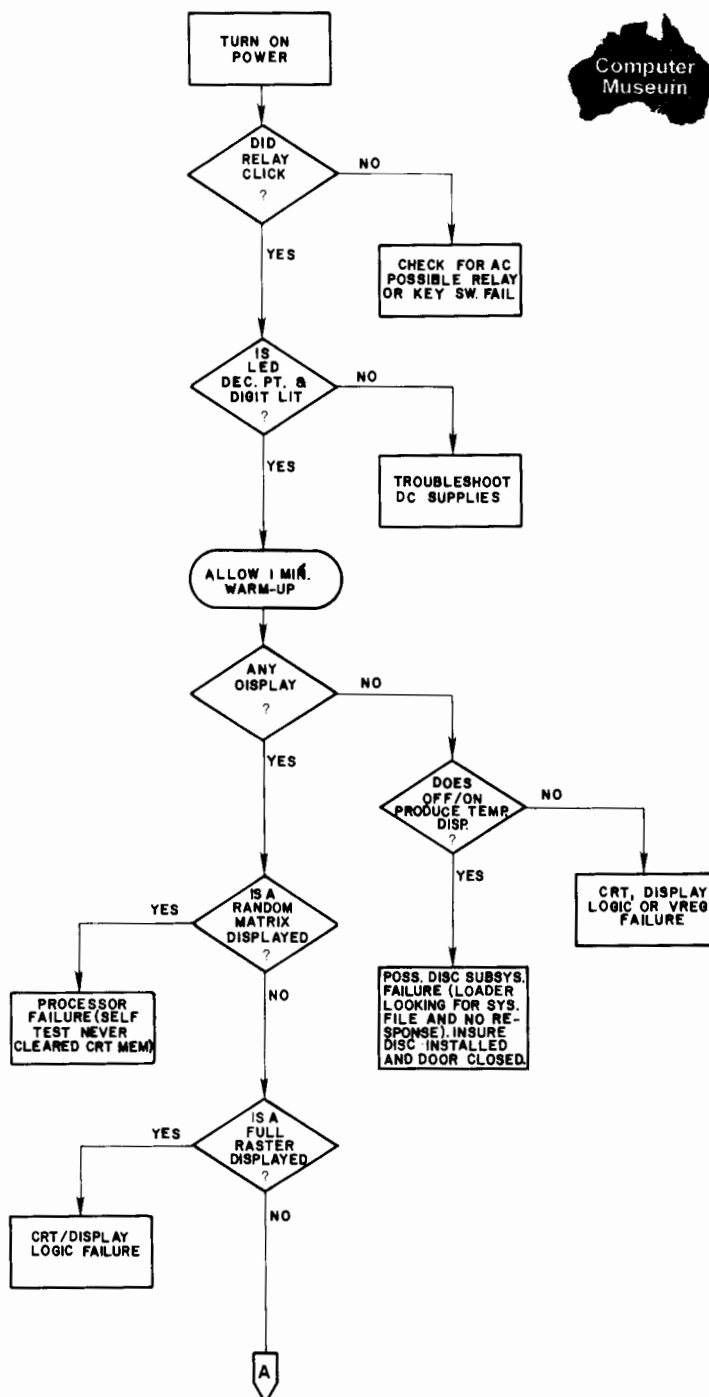 TURN ON
POWER
Computer
Museum
DID
RELAY
CLICK
?
NO
YES
CHECK FOR AC
POSSIBLE RELAY
OR KEY SW. FAIL
IS
LED
DEC. PT. &
DIGIT LIT
?
NO
YES
TROUBLESHOOT
DC SUPPLIES
ALLOW 1 MIN.
WARM-UP
ANY
DISPLAY
?
NO
YES
DOES
OFF/ON
PRODUCE TEMP.
DISP.
?
NO
YES
CRT, DISPLAY
LOGIC OR VREG
FAILURE
IS A
RANDOM
MATRIX
DISPLAYED
?
YES
NO
PROCESSOR
FAILURE (SELF
TEST NEVER
CLEARED CRT MEM)
POSS. DISC SUBSYS.
FAILURE (LOADER
LOOKING FOR SYS.
FILE AND NO RE-
SPONSE). INSURE
DISC INSTALLED
AND DOOR CLOSED.
IS A
FULL
RASTER
DISPLAYED
?
YES
NO
CRT/DISPLAY
LOGIC FAILURE
A